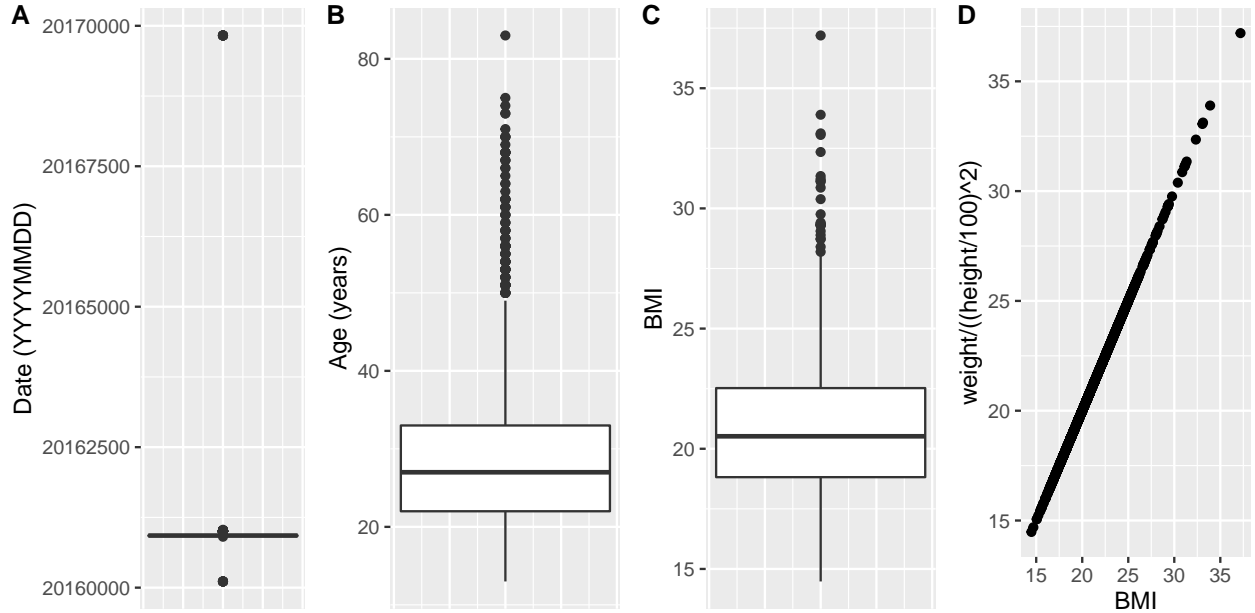 A
Date (YYYYMMDD)
20170000
20167500
20165000
20162500
20160000
B
Age (years)
80
60
40
20
C
BMI
35
30
25
20
15
D
weight/((height/100)^2)
35
30
25
20
15
15 20 25 30 35
BMI